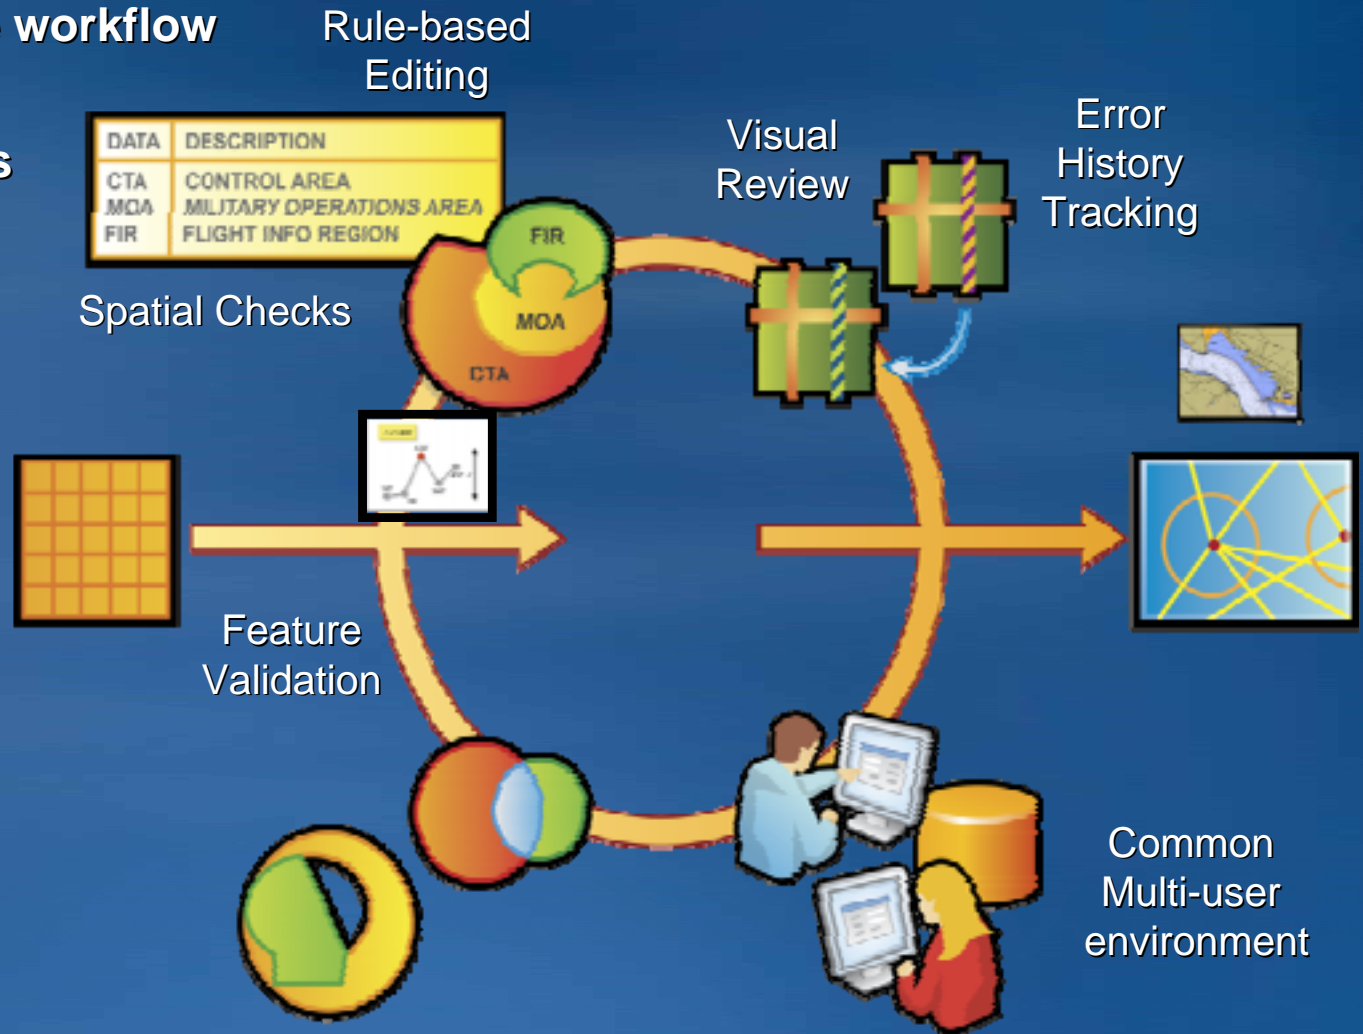 workflow
Rule-based
Editing
s
DATA DESCRIPTION
CTA CONTROL AREA
MOA MILITARY OPERATIONS AREA
FIR FLIGHT INFO REGION
Visual
Review
Error
History
Tracking
FIR
MOA
CTA
Spatial Checks
Feature
Validation
Common
Multi-user
environment